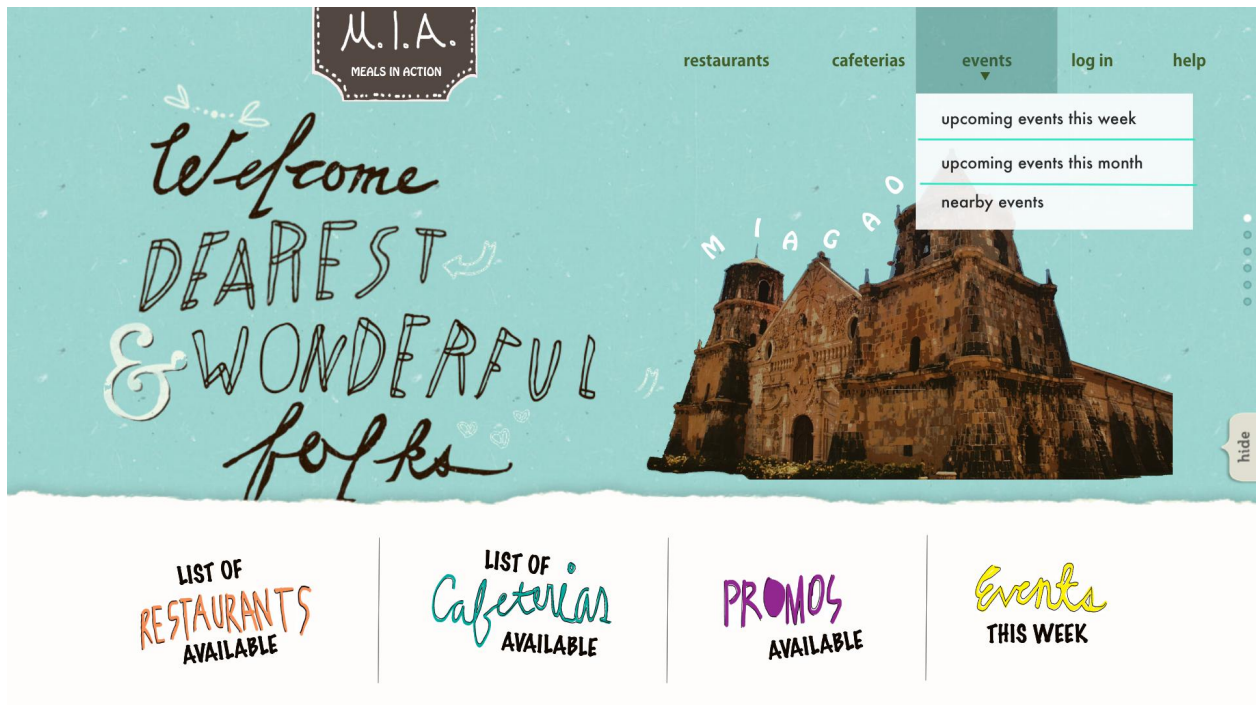 M.I.A.
MEALS IN ACTION
restaurants
cafeterias
events
log in
help
upcoming events this week
upcoming events this month
nearby events
Welcome
DEAREST
& WONDERFUL
folks
MIAGAO
hide
LIST OF
RESTAURANTS
AVAILABLE
LIST OF
Cafeterias
AVAILABLE
PROMOS
AVAILABLE
Events
THIS WEEK